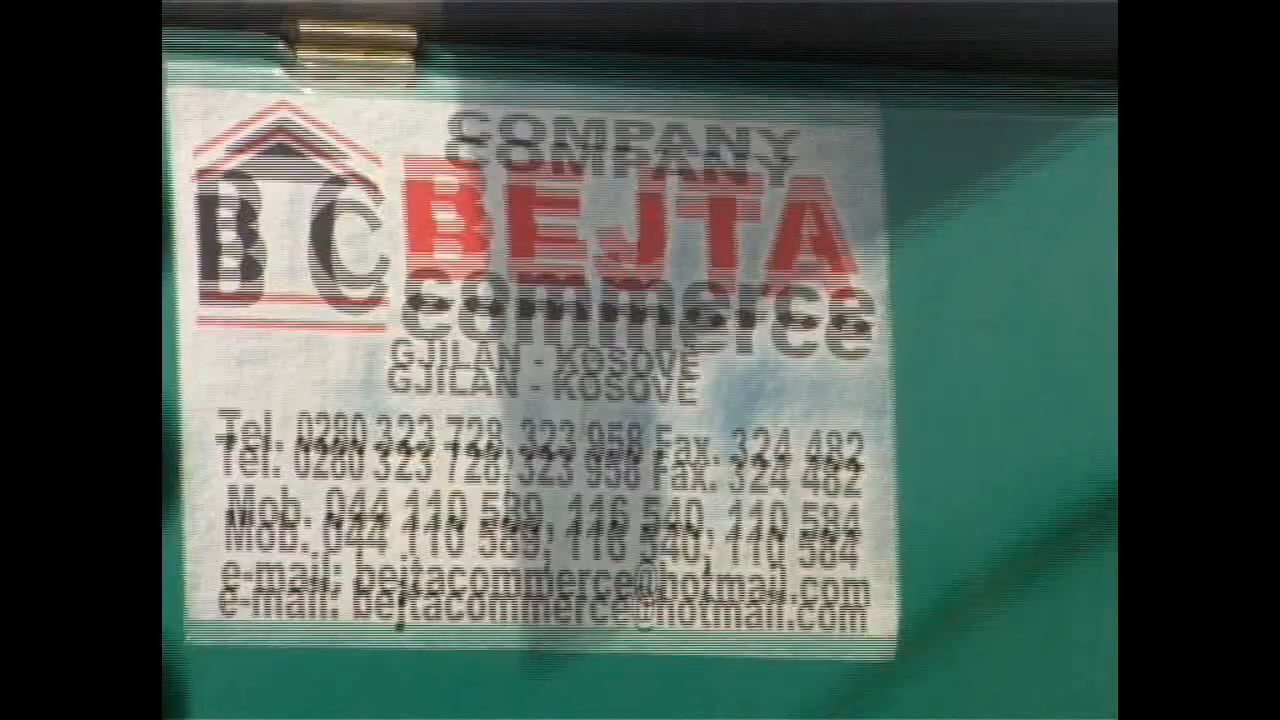 COMPANY
BC BEJTA
commerce
GJILAN - KOSOVË
Tel. 0280 323 728, 323 958 Fax. 324 482
Mob. 044 110 589, 116 540, 110 584
e-mail: bejtacommerce@hotmail.com